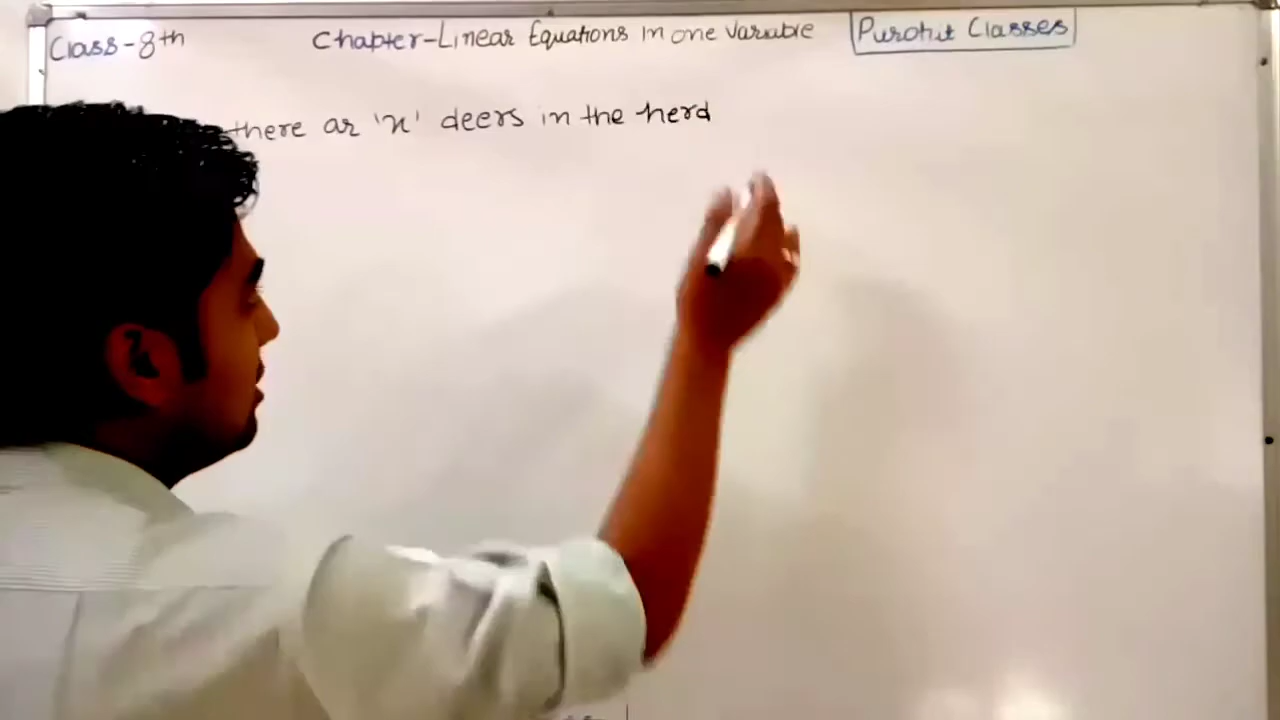 Class-8th
Chapter-Linear Equations in one variable
Purohit Classes
there ar 'x' deers in the herd